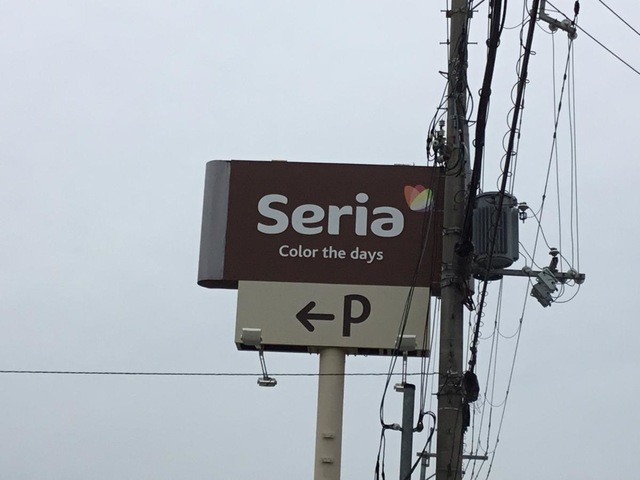 Seria
Color the days
←P